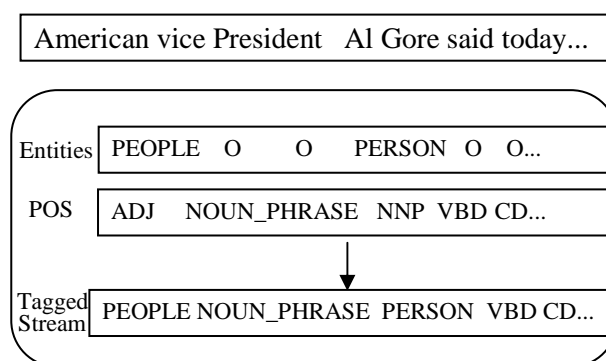 American vice President Al Gore said today...
Entities PEOPLE O O PERSON O O...
POS ADJ NOUN_PHRASE NNP VBD CD...
Tagged Stream PEOPLE NOUN_PHRASE PERSON VBD CD...